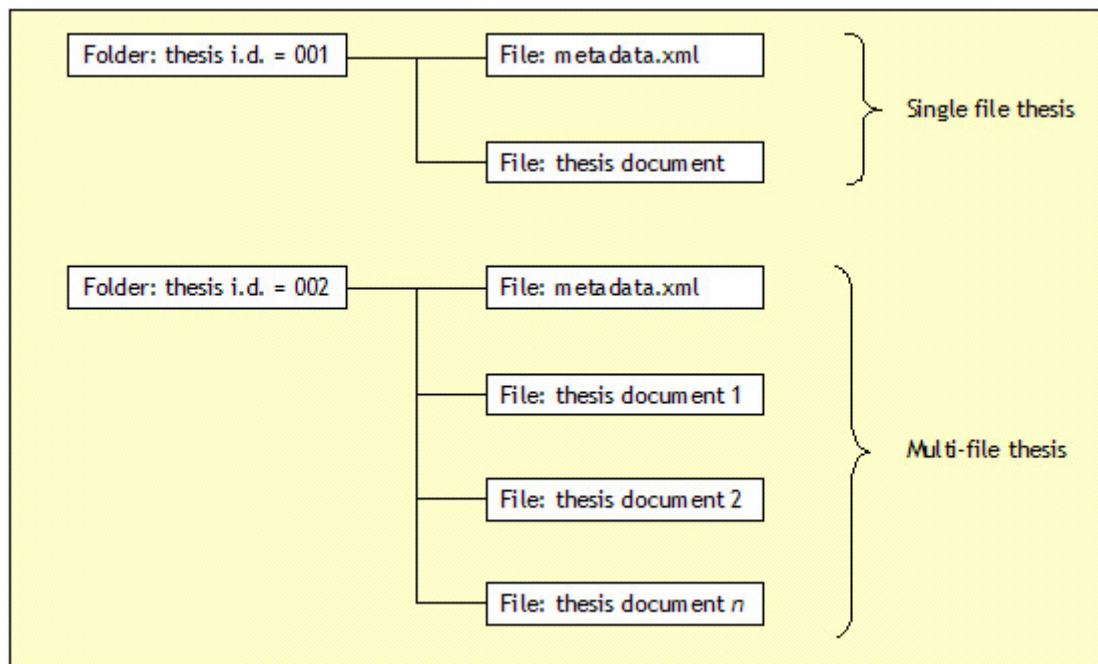 Folder: thesis i.d. = 001
File: metadata.xml
File: thesis document
Single file thesis
Folder: thesis i.d. = 002
File: metadata.xml
File: thesis document 1
File: thesis document 2
File: thesis document n
Multi-file thesis